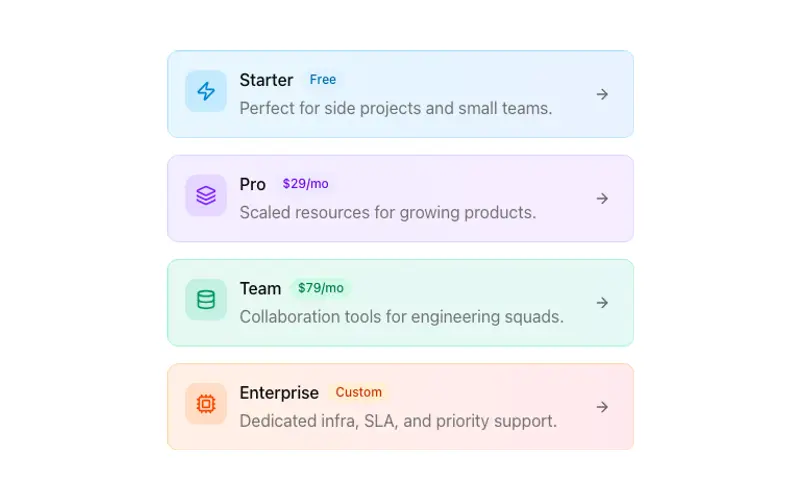 Starter Free
Perfect for side projects and small teams.
Pro $29/mo
Scaled resources for growing products.
Team $79/mo
Collaboration tools for engineering squads.
Enterprise Custom
Dedicated infra, SLA, and priority support.